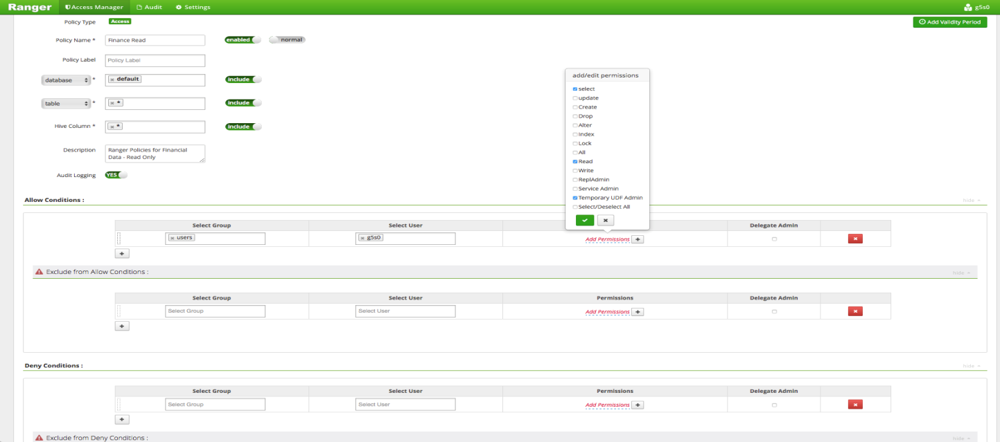 Ranger Access Manager Audit Settings g5s0
Policy Type Access Add Validity Period
Policy Name * Finance Read enabled normal
Policy Label Policy Label
database * default include
table * * include
Hive Column * * include
Description Ranger Policies for Financial
Data - Read Only
Audit Logging YES
add/edit permissions
select
update
Create
Drop
Alter
Index
Lock
All
Read
Write
ReplAdmin
Service Admin
Temporary UDF Admin
Select/Deselect All
Allow Conditions : hide
Select Group Select User Delegate Admin
users g5s0 Add Permissions +
+
Exclude from Allow Conditions : hide
Select Group Select User Permissions Delegate Admin
Select Group Select User Add Permissions +
+
Deny Conditions : hide
Select Group Select User Permissions Delegate Admin
Select Group Select User Add Permissions +
+
Exclude from Deny Conditions : hide